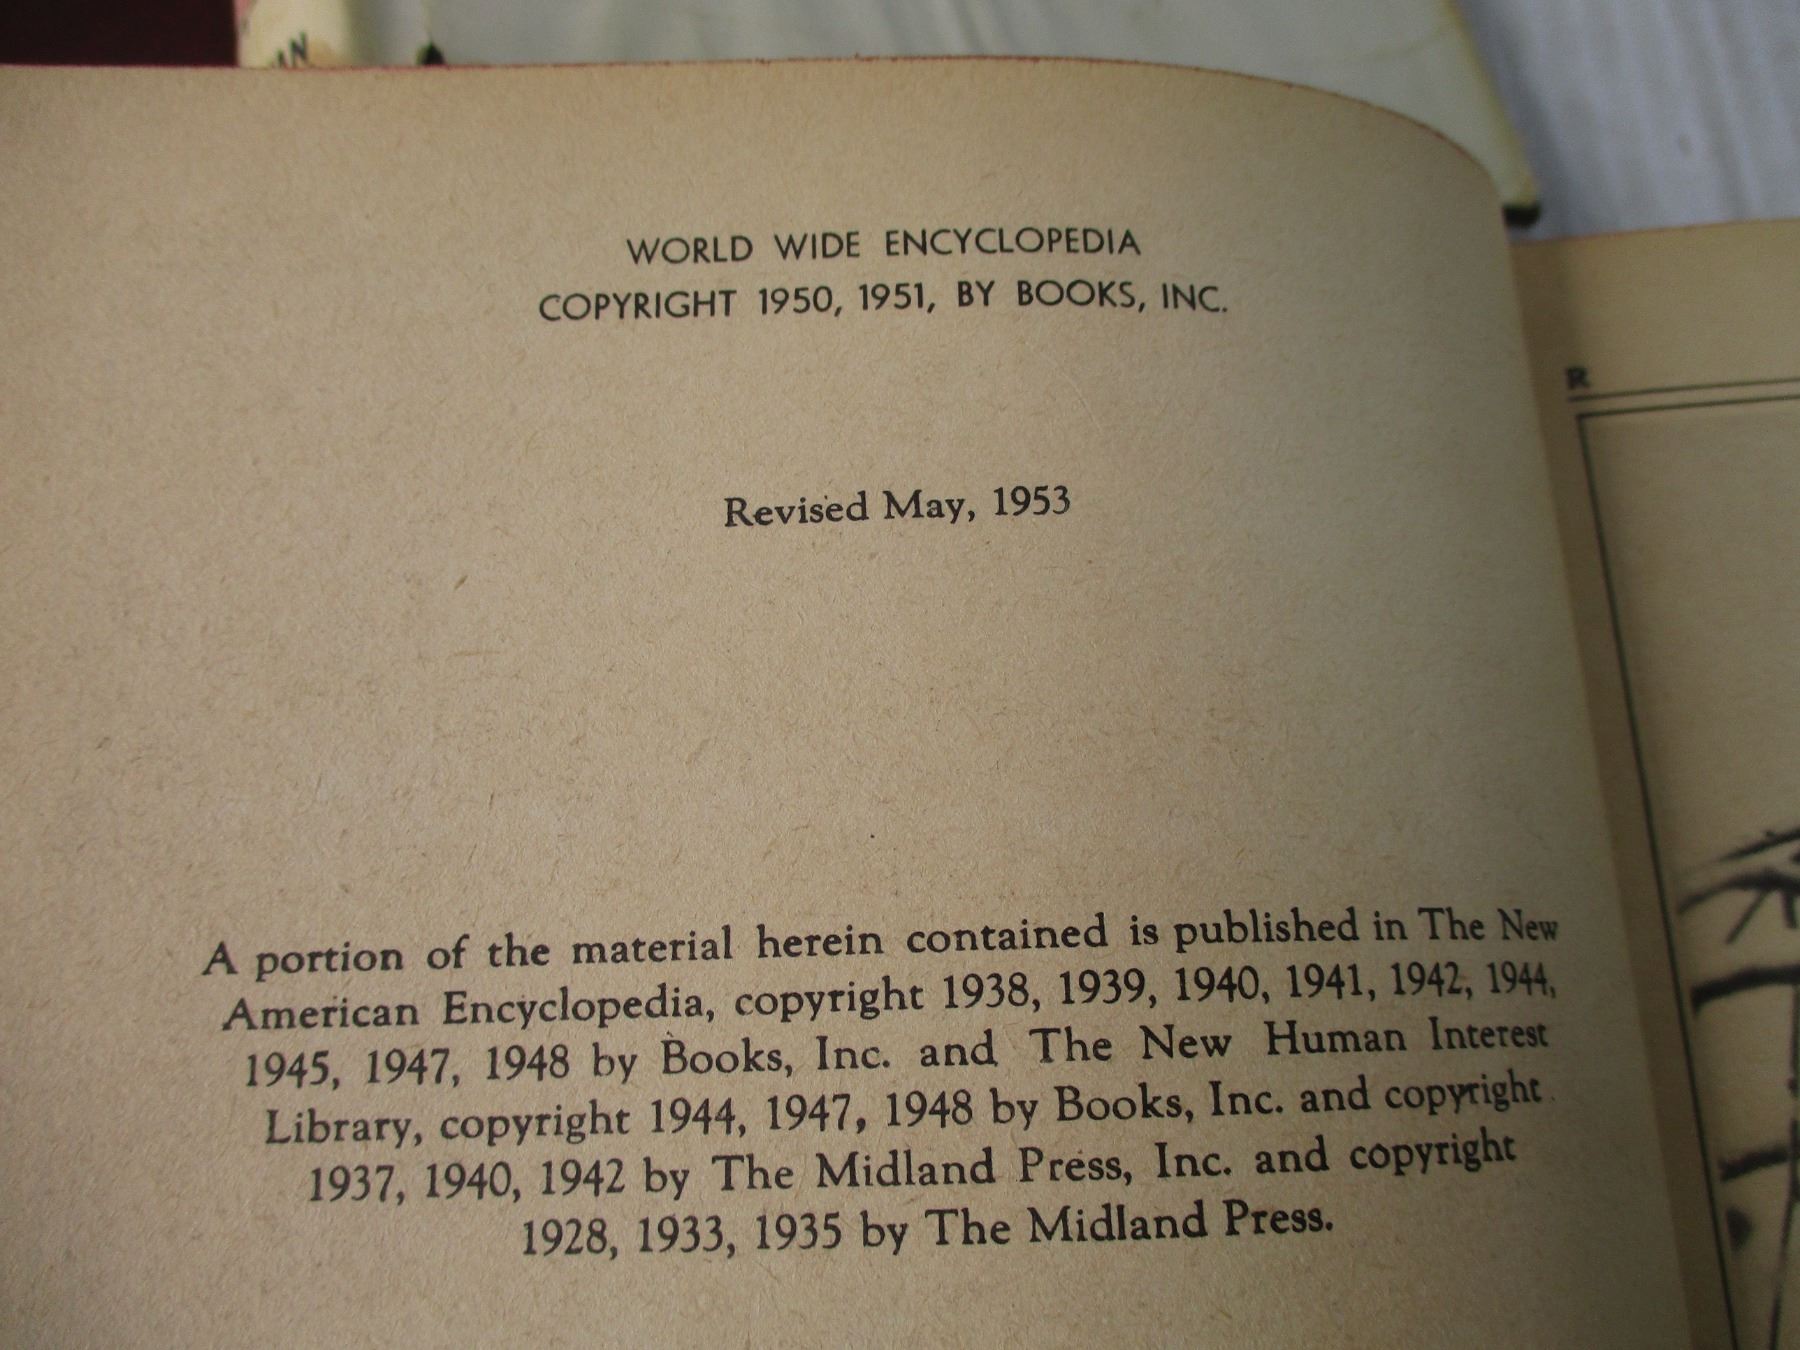 AN
WORLD WIDE ENCYCLOPEDIA
COPYRIGHT 1950, 1951, BY BOOKS, INC.
Revised May, 1953
A portion of the material herein contained is published in The New
American Encyclopedia, copyright 1938, 1939, 1940, 1941, 1942, 1944,
1945, 1947, 1948 by Books, Inc. and The New Human Interest
Library, copyright 1944, 1947, 1948 by Books, Inc. and copyright
1937, 1940, 1942 by The Midland Press, Inc. and copyright
1928, 1933, 1935 by The Midland Press.
R